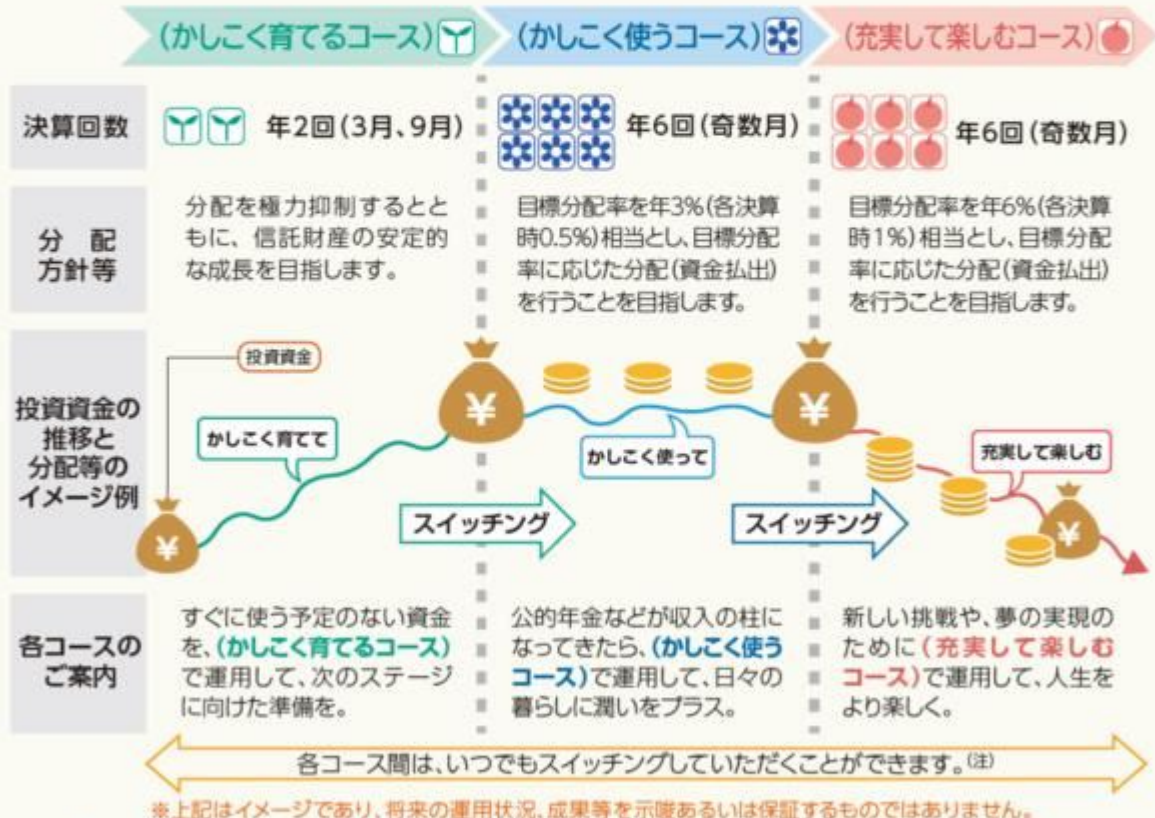 (かしこく育てるコース)
(かしこく使うコース)
(充実して楽しむコース)
決算回数
年2回(3月、9月)
年6回(奇数月)
年6回(奇数月)
分　配
方針等
分配を極力抑制するとと
もに、信託財産の安定的
な成長を目指します。
目標分配率を年3%(各決算
時0.5%)相当とし、目標分配
率に応じた分配(資金払出)
を行うことを目指します。
目標分配率を年6%(各決算
時1%)相当とし、目標分配
率に応じた分配(資金払出)
を行うことを目指します。
投資資金の
推移と
分配等の
イメージ例
投資資金
¥
かしこく育てて
スイッチング
¥
かしこく使って
スイッチング
¥
充実して楽しむ
¥
各コースの
ご案内
すぐに使う予定のない資金
を、(かしこく育てるコース)
で運用して、次のステージ
に向けた準備を。
公的年金などが収入の柱に
なってきたら、(かしこく使う
コース)で運用して、日々の
暮らしに潤いをプラス。
新しい挑戦や、夢の実現の
ために(充実して楽しむ
コース)で運用して、人生を
より楽しく。
各コース間は、いつでもスイッチングしていただくことができます。(注)
※上記はイメージであり、将来の運用状況、成果等を示唆あるいは保証するものではありません。